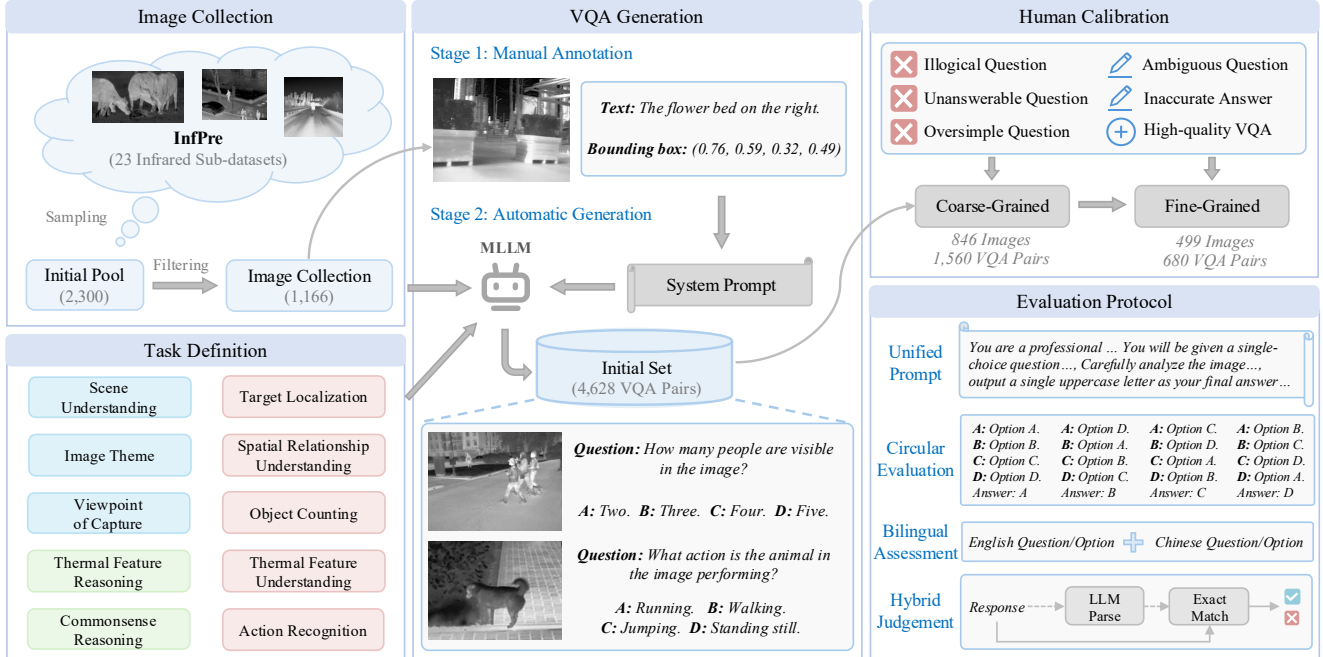 Image Collection
InfPre
(23 Infrared Sub-datasets)
Sampling
Initial Pool
(2,300)
Filtering
Image Collection
(1,166)
Task Definition
Scene
Understanding
Target Localization
Image Theme
Spatial Relationship
Understanding
Viewpoint
of Capture
Object Counting
Thermal Feature
Reasoning
Thermal Feature
Understanding
Commonsense
Reasoning
Action Recognition
VQA Generation
Stage 1: Manual Annotation
Text: The flower bed on the right.
Bounding box: (0.76, 0.59, 0.32, 0.49)
Stage 2: Automatic Generation
MLLM
System Prompt
Initial Set
(4,628 VQA Pairs)
Question: How many people are visible
in the image?
A: Two. B: Three. C: Four. D: Five.
Question: What action is the animal in
the image performing?
A: Running. B: Walking.
C: Jumping. D: Standing still.
Human Calibration
Illogical Question
Ambiguous Question
Unanswerable Question
Inaccurate Answer
Oversimple Question
High-quality VQA
Coarse-Grained
Fine-Grained
846 Images
1,560 VQA Pairs
499 Images
680 VQA Pairs
Evaluation Protocol
Unified
Prompt
You are a professional … You will be given a single-
choice question…, Carefully analyze the image…,
output a single uppercase letter as your final answer…
Circular
Evaluation
A: Option A. A: Option D. A: Option C. A: Option B.
B: Option B. B: Option A. B: Option D. B: Option C.
C: Option C. C: Option B. C: Option A. C: Option D.
D: Option D. D: Option C. D: Option B. D: Option A.
Answer: A Answer: B Answer: C Answer: D
Bilingual
Assessment
English Question/Option
Chinese Question/Option
Hybrid
Judgement
Response
LLM
Parse
Exact
Match